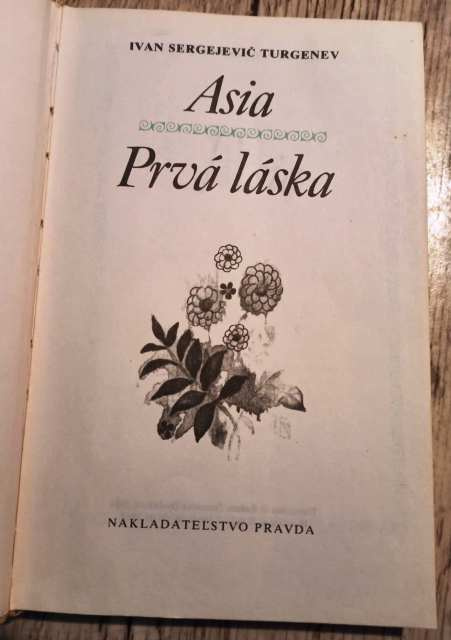 IVAN SERGEJEVIČ TURGENEV
Asia
Prvá láska
NAKLADATEĽSTVO PRAVDA